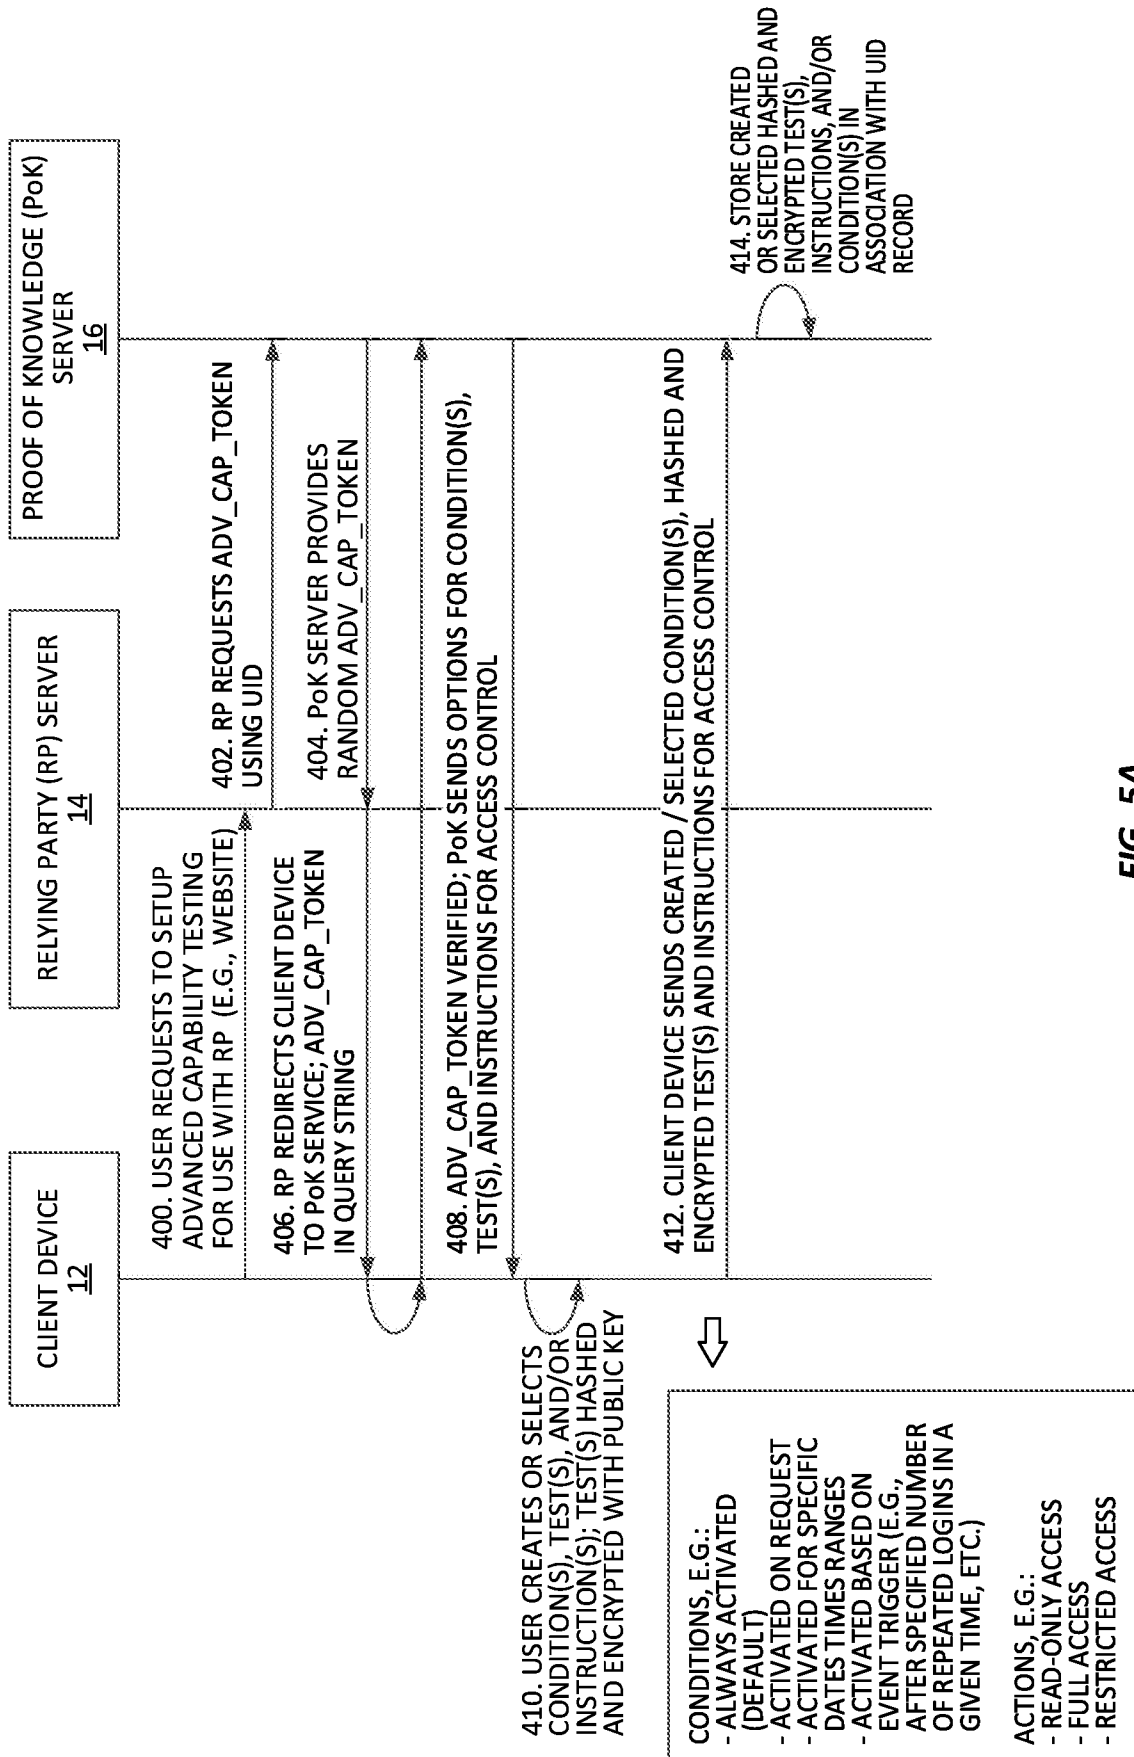 CLIENT DEVICE
12
RELYING PARTY (RP) SERVER
14
PROOF OF KNOWLEDGE (PoK)
SERVER
16
400. USER REQUESTS TO SETUP
ADVANCED CAPABILITY TESTING
FOR USE WITH RP (E.G., WEBSITE)
402. RP REQUESTS ADV_CAP_TOKEN
USING UID
404. PoK SERVER PROVIDES
RANDOM ADV_CAP_TOKEN
406. RP REDIRECTS CLIENT DEVICE
TO PoK SERVICE; ADV_CAP_TOKEN
IN QUERY STRING
408. ADV_CAP_TOKEN VERIFIED; PoK SENDS OPTIONS FOR CONDITION(S),
TEST(S), AND INSTRUCTIONS FOR ACCESS CONTROL
410. USER CREATES OR SELECTS
CONDITION(S), TEST(S), AND/OR
INSTRUCTION(S); TEST(S) HASHED
AND ENCRYPTED WITH PUBLIC KEY
412. CLIENT DEVICE SENDS CREATED / SELECTED CONDITION(S), HASHED AND
ENCRYPTED TEST(S) AND INSTRUCTIONS FOR ACCESS CONTROL
414. STORE CREATED
OR SELECTED HASHED AND
ENCRYPTED TEST(S),
INSTRUCTIONS, AND/OR
CONDITION(S) IN
ASSOCIATION WITH UID
RECORD
CONDITIONS, E.G.:
- ALWAYS ACTIVATED
(DEFAULT)
- ACTIVATED ON REQUEST
- ACTIVATED FOR SPECIFIC
DATES TIMES RANGES
- ACTIVATED BASED ON
EVENT TRIGGER (E.G.,
AFTER SPECIFIED NUMBER
OF REPEATED LOGINS IN A
GIVEN TIME, ETC.)
ACTIONS, E.G.:
- READ-ONLY ACCESS
- FULL ACCESS
- RESTRICTED ACCESS
FIG. 5A